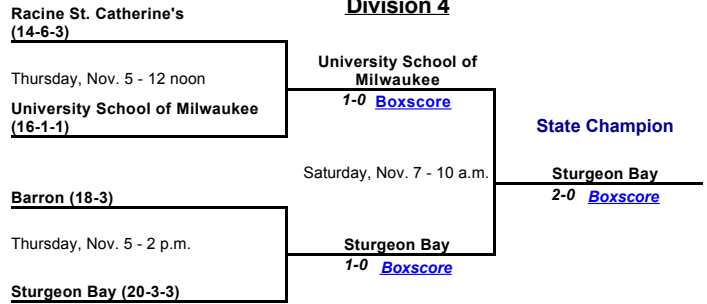 Division 4
Racine St. Catherine's
(14-6-3)
Thursday, Nov. 5 - 12 noon
University School of Milwaukee
(16-1-1)
University School of
Milwaukee
1-0 Boxscore
State Champion
Saturday, Nov. 7 - 10 a.m.
Sturgeon Bay
2-0 Boxscore
Barron (18-3)
Thursday, Nov. 5 - 2 p.m.
Sturgeon Bay
1-0 Boxscore
Sturgeon Bay (20-3-3)